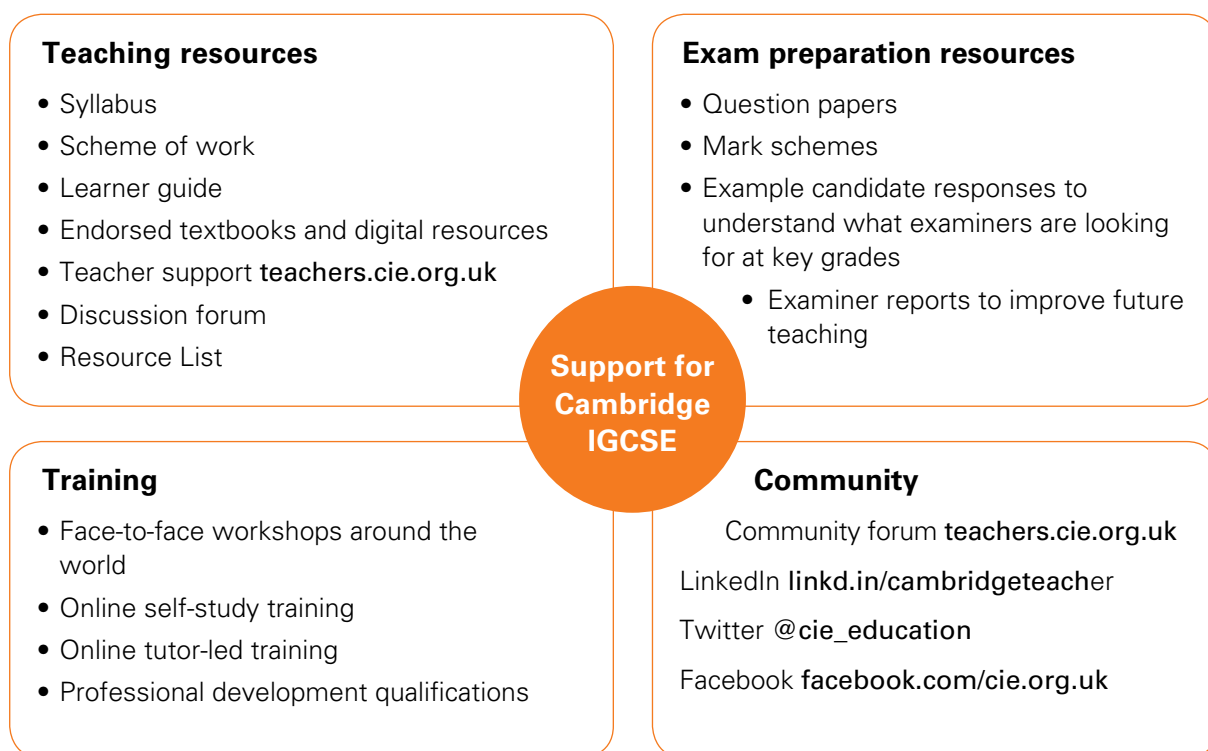 Teaching resources
• Syllabus
• Scheme of work
• Learner guide
• Endorsed textbooks and digital resources
• Teacher support teachers.cie.org.uk
• Discussion forum
• Resource List
Exam preparation resources
• Question papers
• Mark schemes
• Example candidate responses to
understand what examiners are looking
for at key grades
• Examiner reports to improve future
teaching
Support for
Cambridge
IGCSE
Training
• Face-to-face workshops around the
world
• Online self-study training
• Online tutor-led training
• Professional development qualifications
Community
Community forum teachers.cie.org.uk
LinkedIn linkd.in/cambridgeteacher
Twitter @cie_education
Facebook facebook.com/cie.org.uk